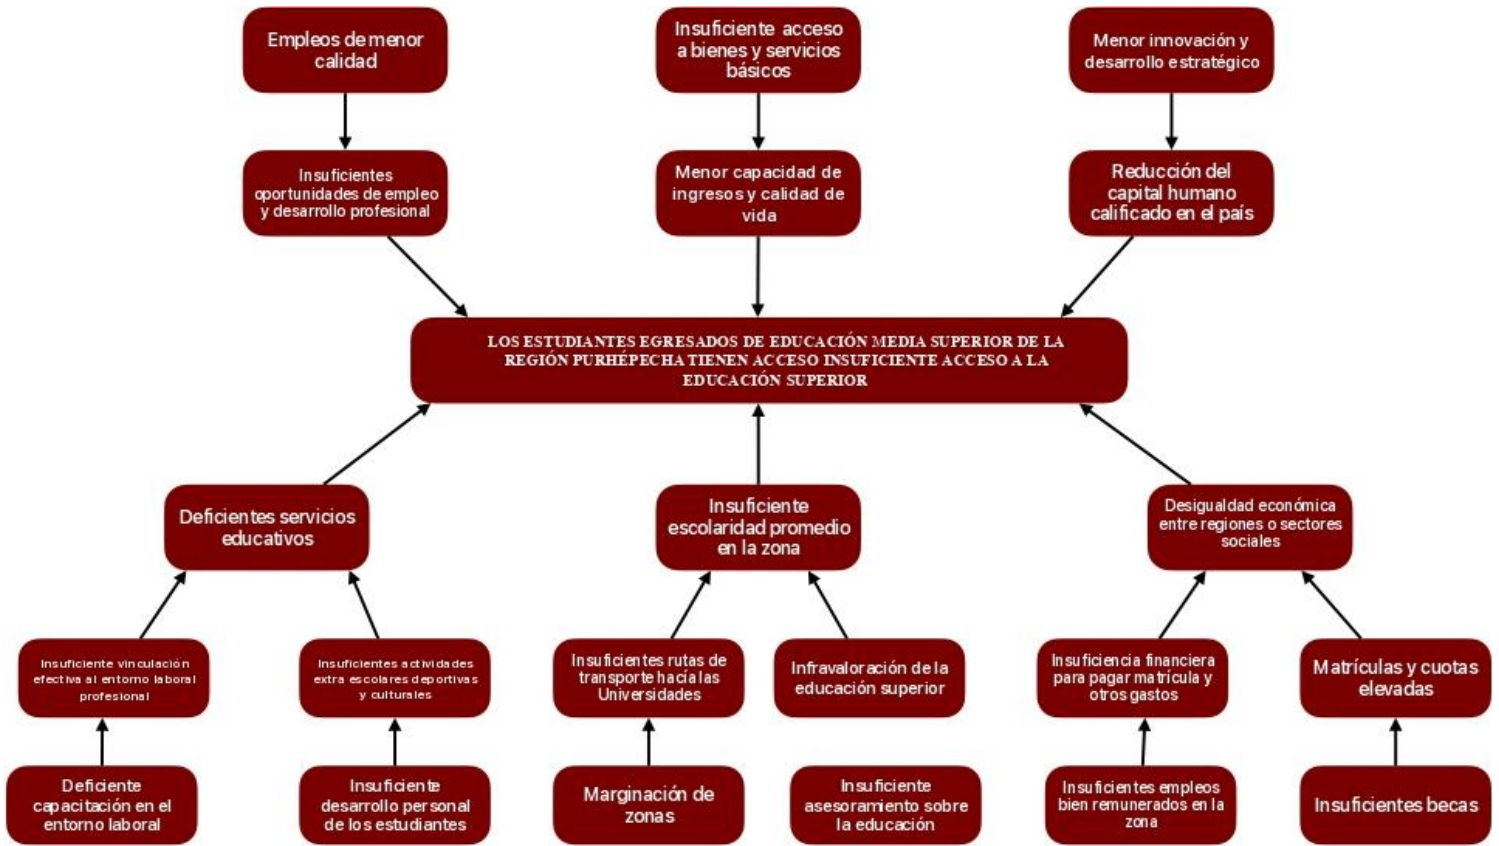 Empleos de menor
calidad
Insuficiente acceso
a bienes y servicios
básicos
Menor innovación y
desarrollo estratégico
Insuficientes
oportunidades de empleo
y desarrollo profesional
Menor capacidad de
ingresos y calidad de
vida
Reducción del
capital humano
calificado en el país
LOS ESTUDIANTES EGRESADOS DE EDUCACIÓN MEDIA SUPERIOR DE LA
REGIÓN PURHÉPECHA TIENEN ACCESO INSUFICIENTE ACCESO A LA
EDUCACIÓN SUPERIOR
Deficientes servicios
educativos
Insuficiente
escolaridad promedio
en la zona
Desigualdad económica
entre regiones o sectores
sociales
Insuficiente vinculación
efectiva al entorno laboral
profesional
Insuficientes actividades
extra escolares deportivas
y culturales
Insuficientes rutas de
transporte hacía las
Universidades
Infravaloración de la
educación superior
Insuficiencia financiera
para pagar matrícula y
otros gastos
Matrículas y cuotas
elevadas
Deficiente
capacitación en el
entorno laboral
Insuficiente
desarrollo personal
de los estudiantes
Marginación de
zonas
Insuficiente
asesoramiento sobre
la educación
Insuficientes empleos
bien remunerados en la
zona
Insuficientes becas